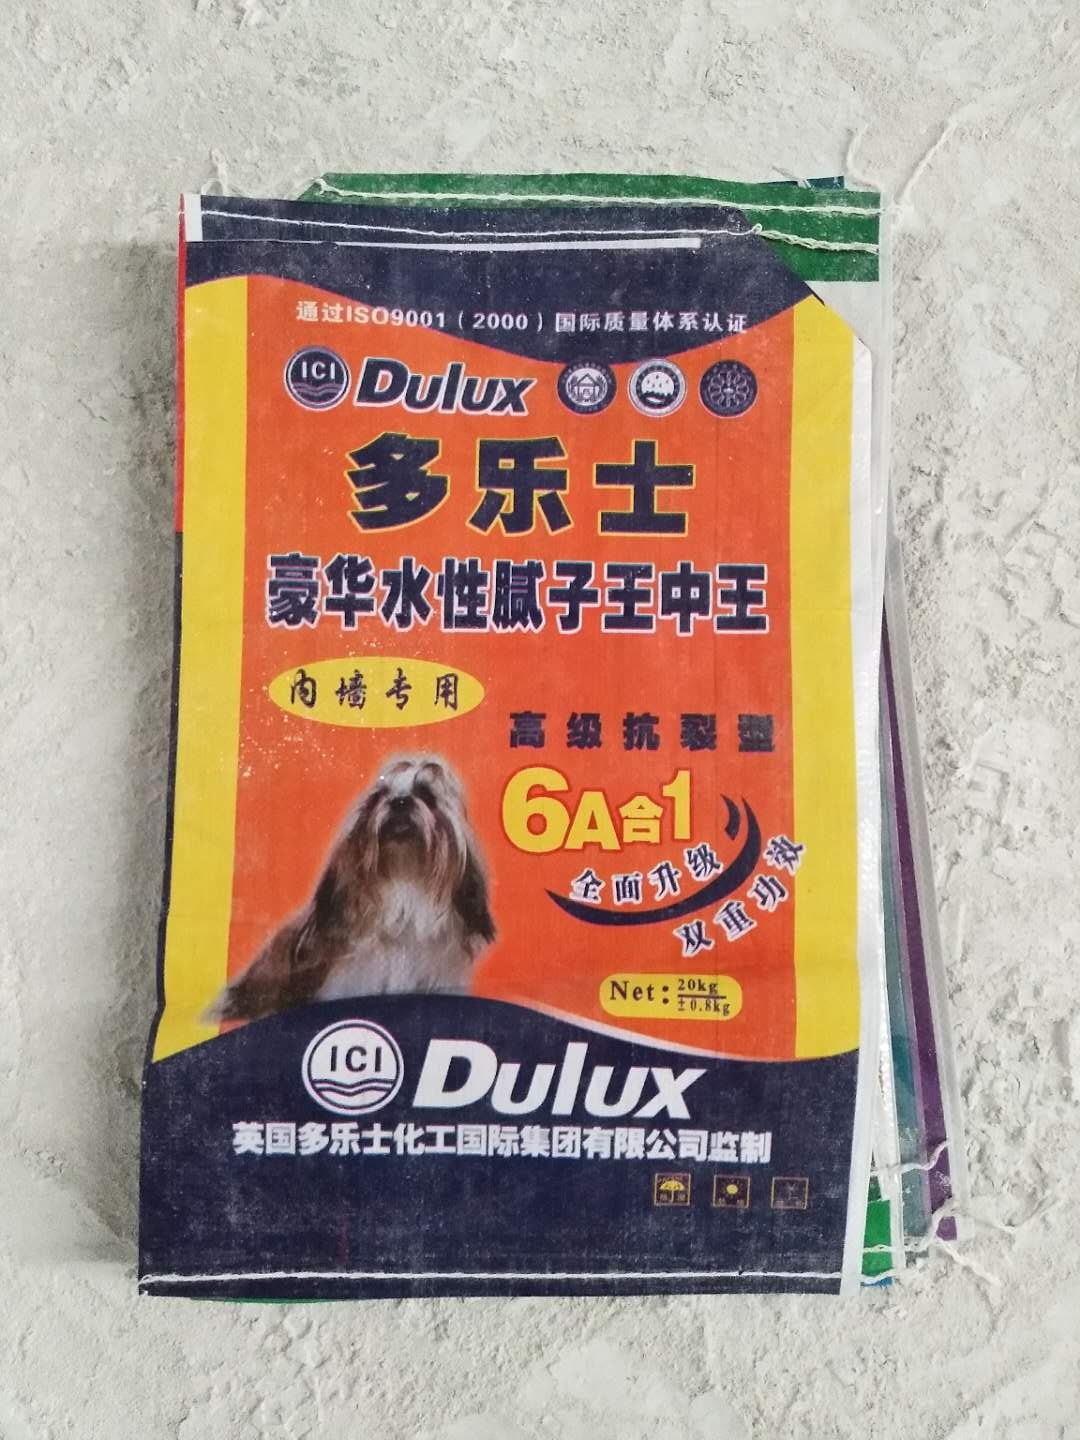 通过ISO9001（2000）国际质量体系认证
ICI Dulux
多乐士
豪华水性腻子王中王
内墙专用
高级抗裂型
6A合1
全面升级
双重功效
Net：20kg
±0.8kg
ICI Dulux
英国多乐士化工国际集团有限公司监制